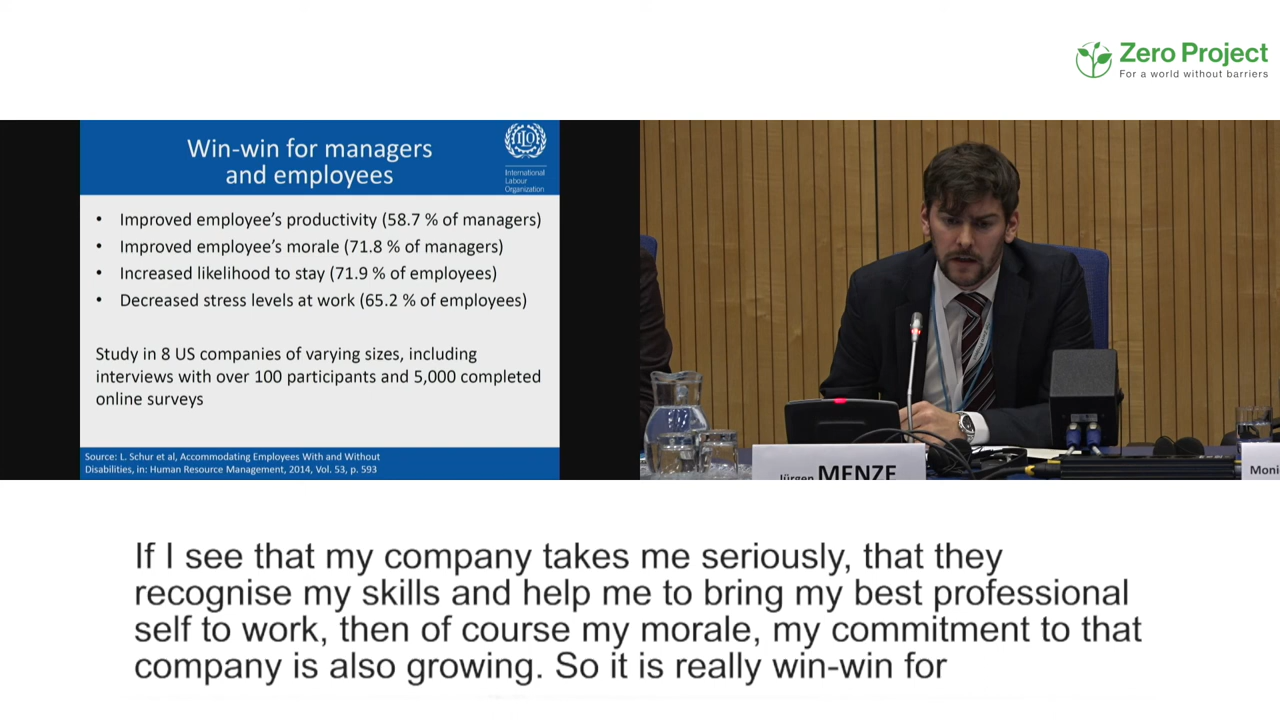 Zero Project
For a world without barriers
Win-win for managers
and employees
International
Labour
Organization
• Improved employee's productivity (58.7 % of managers)
• Improved employee's morale (71.8 % of managers)
• Increased likelihood to stay (71.9 % of employees)
• Decreased stress levels at work (65.2 % of employees)
Study in 8 US companies of varying sizes, including
interviews with over 100 participants and 5,000 completed
online surveys
Source: L. Schur et al, Accommodating Employees With and Without
Disabilities, in: Human Resource Management, 2014, Vol. 53, p. 593
Jürgen MENZE
Moni
If I see that my company takes me seriously, that they
recognise my skills and help me to bring my best professional
self to work, then of course my morale, my commitment to that
company is also growing. So it is really win-win for